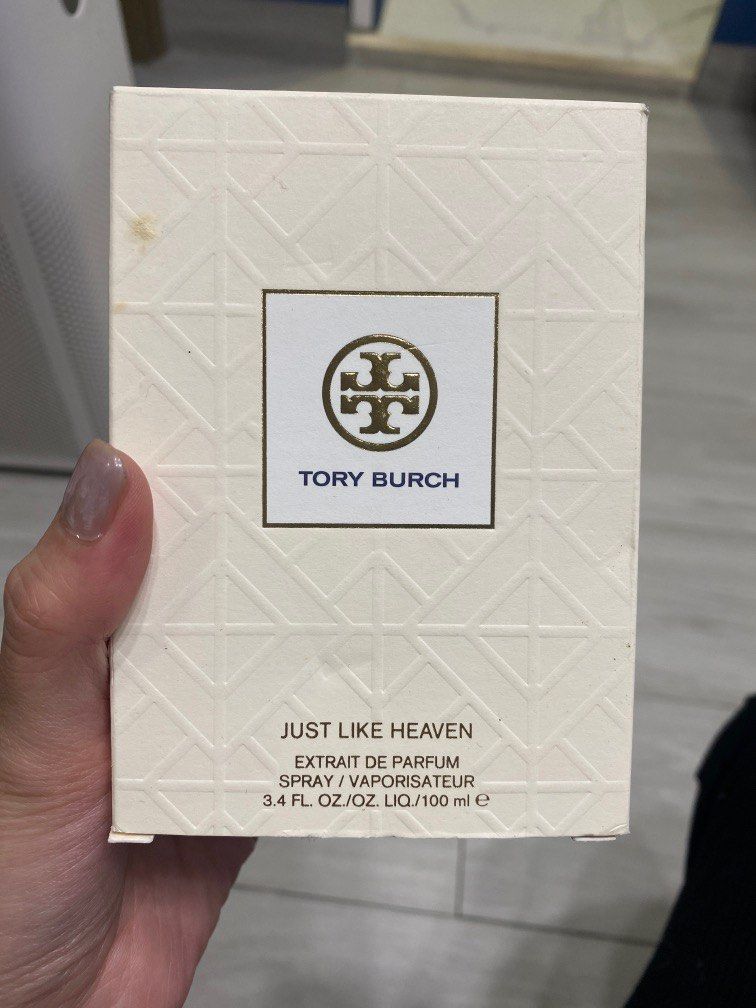 TORY BURCH
JUST LIKE HEAVEN
EXTRAIT DE PARFUM
SPRAY / VAPORISATEUR
3.4 FL. OZ./OZ. LIQ./100 ml ℮